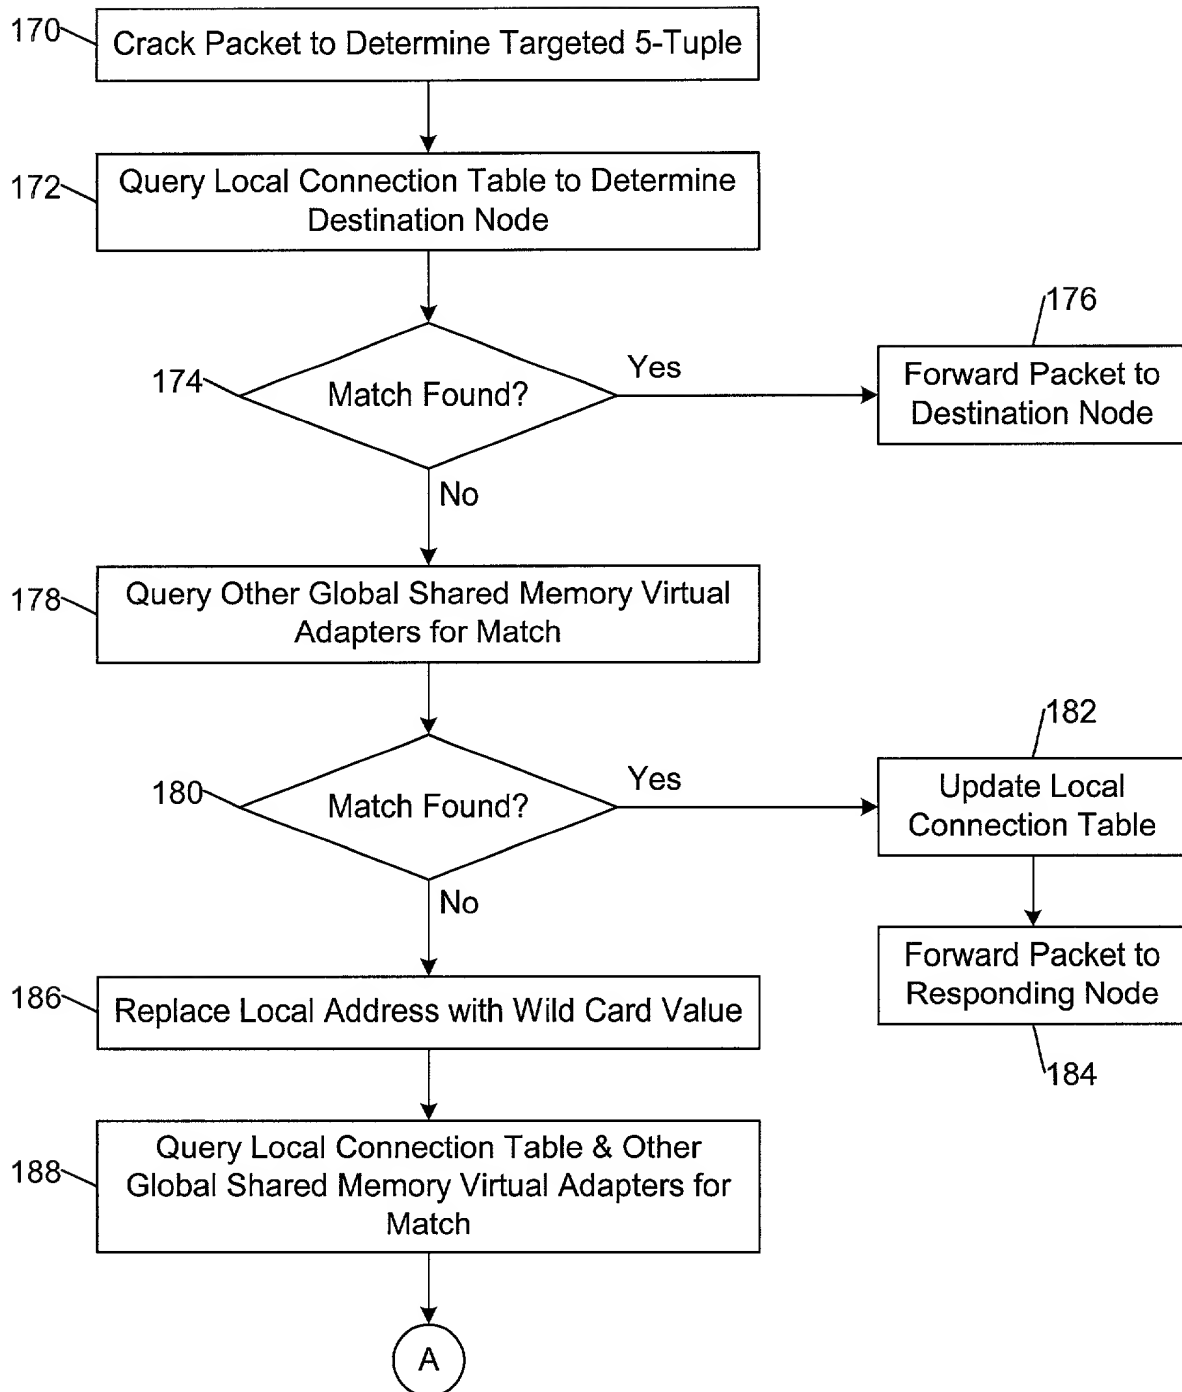 170
Crack Packet to Determine Targeted 5-Tuple
172
Query Local Connection Table to Determine
Destination Node
174
Match Found?
Yes
176
Forward Packet to
Destination Node
No
178
Query Other Global Shared Memory Virtual
Adapters for Match
180
Match Found?
Yes
182
Update Local
Connection Table
Forward Packet to
Responding Node
184
No
186
Replace Local Address with Wild Card Value
188
Query Local Connection Table & Other
Global Shared Memory Virtual Adapters for
Match
A